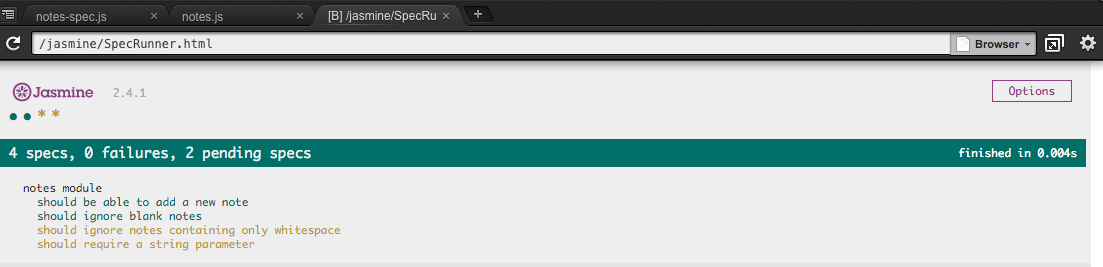 notes-spec.js × notes.js × [B] /jasmine/SpecRu × +
/jasmine/SpecRunner.html Browser
Jasmine 2.4.1 Options
••**
4 specs, 0 failures, 2 pending specs finished in 0.004s
notes module
should be able to add a new note
should ignore blank notes
should ignore notes containing only whitespace
should require a string parameter